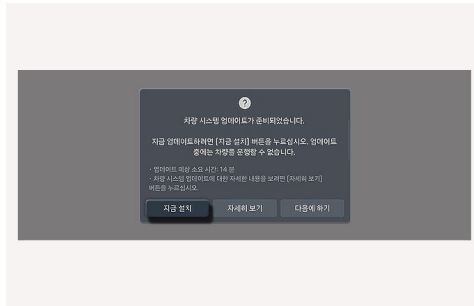 ?
차량 시스템 업데이트가 준비되었습니다.
지금 업데이트하려면 [지금 설치] 버튼을 누르십시오. 업데이트
중에는 차량을 운행할 수 없습니다.
- 업데이트 예상 소요 시간: 14 분
- 차량 시스템 업데이트에 대한 자세한 내용을 보려면 [자세히 보기]
버튼을 누르십시오.
지금 설치 자세히 보기 다음에 하기